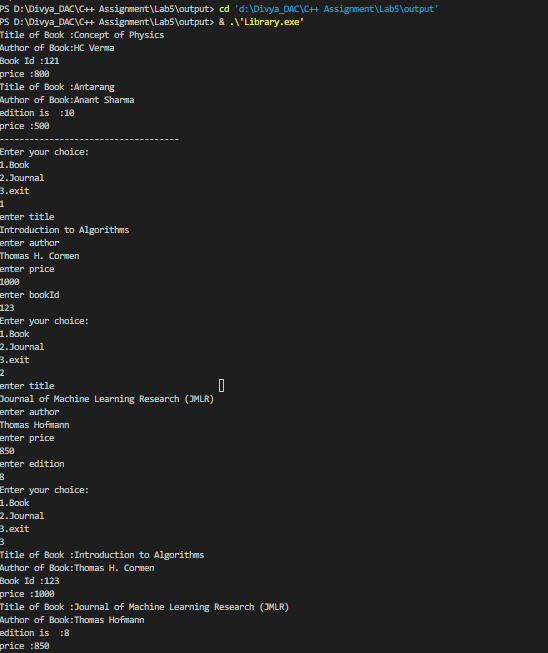 PS D:\Divya_DAC\C++ Assignment\Lab5\output> cd 'd:\Divya_DAC\C++ Assignment\Lab5\output'
PS D:\Divya_DAC\C++ Assignment\Lab5\output> & .\'Library.exe'
Title of Book :Concept of Physics
Author of Book:HC Verma
Book Id :121
price :800
Title of Book :Antarang
Author of Book:Anant Sharma
edition is  :10
price :500
------------------------------------
Enter your choice:
1.Book
2.Journal
3.exit
1
enter title
Introduction to Algorithms
enter author
Thomas H. Cormen
enter price
1000
enter bookId
123
Enter your choice:
1.Book
2.Journal
3.exit
2
enter title
Journal of Machine Learning Research (JMLR)
enter author
Thomas Hofmann
enter price
850
enter edition
8
Enter your choice:
1.Book
2.Journal
3.exit
3
Title of Book :Introduction to Algorithms
Author of Book:Thomas H. Cormen
Book Id :123
price :1000
Title of Book :Journal of Machine Learning Research (JMLR)
Author of Book:Thomas Hofmann
edition is  :8
price :850